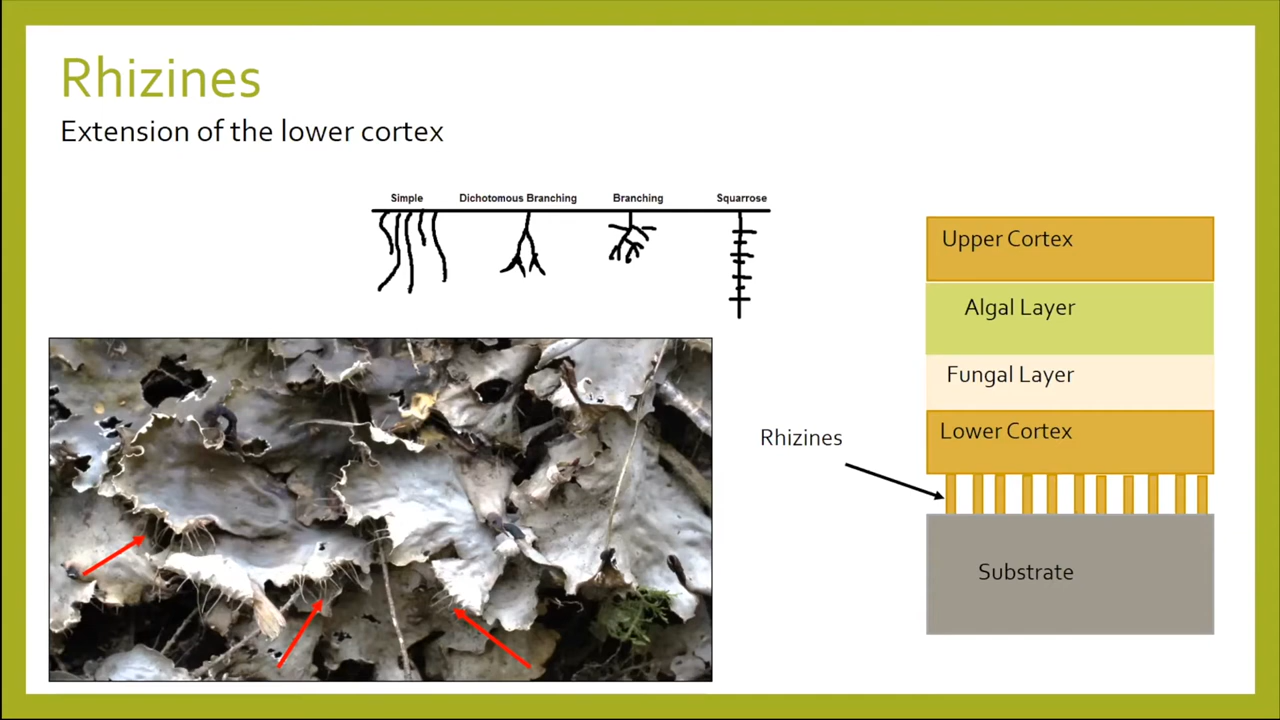 Rhizines
Extension of the lower cortex
Simple Dichotomous Branching Branching Squarrose
Upper Cortex
Algal Layer
Fungal Layer
Lower Cortex
Rhizines
Substrate